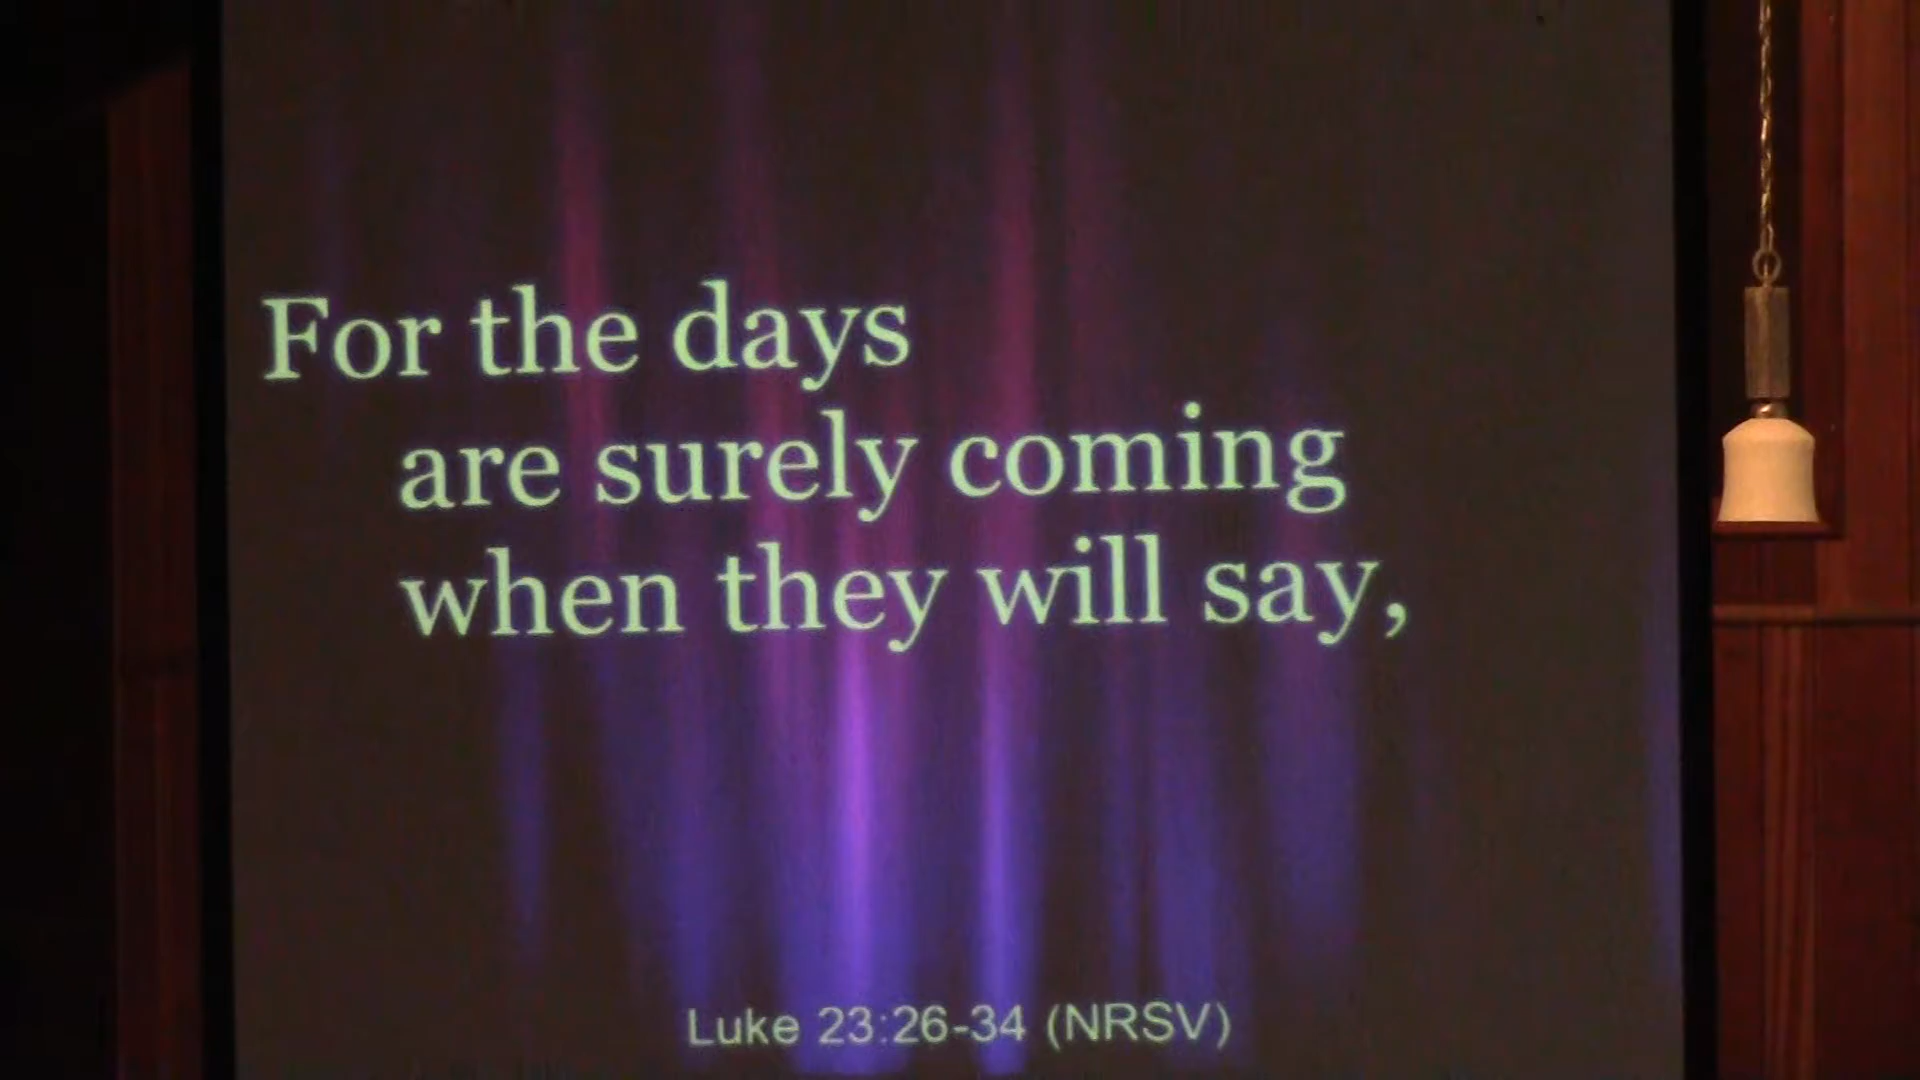 For the days
are surely coming
when they will say,
Luke 23:26-34 (NRSV)